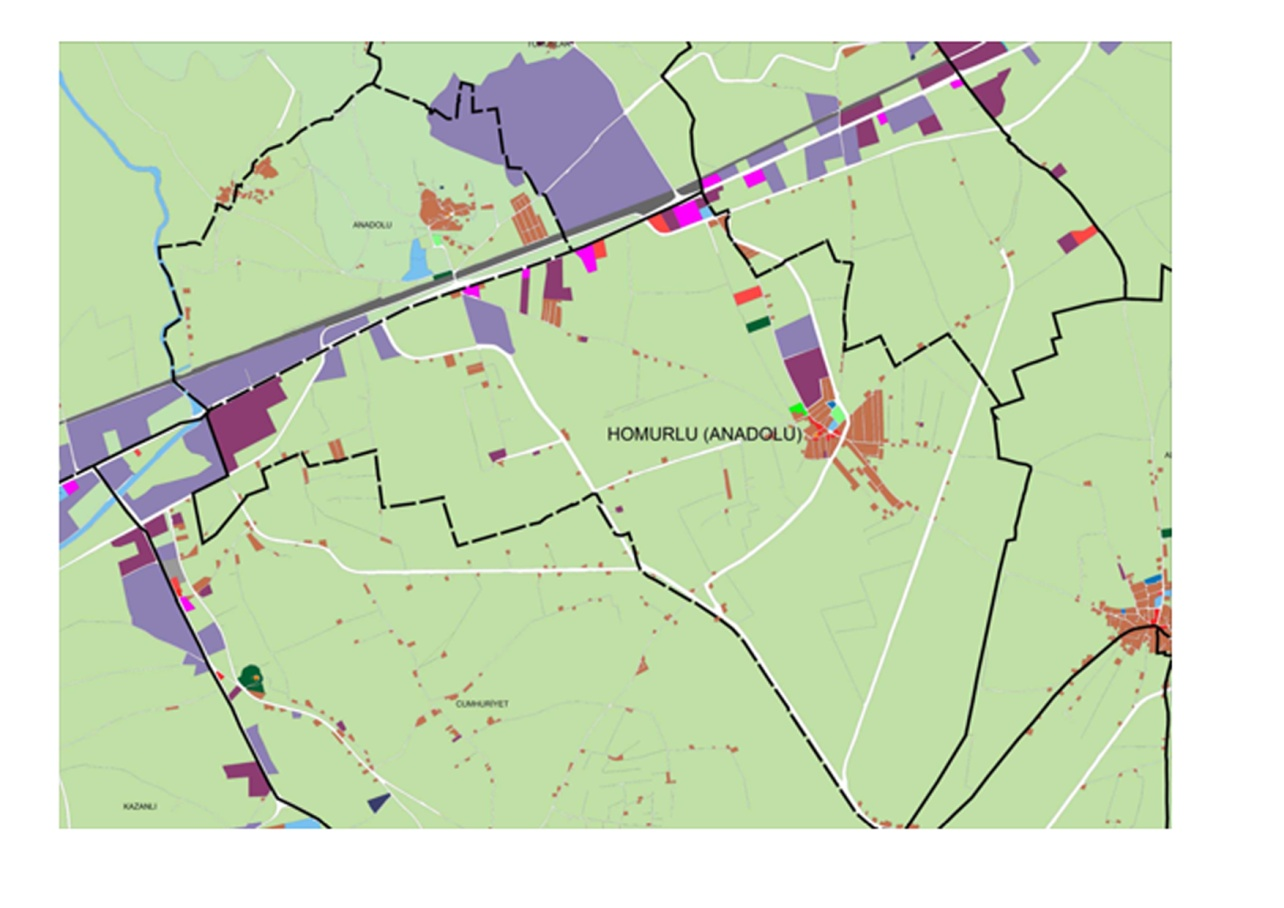 ANADOLU
HOMURLU (ANADOLU)
CUMHURİYET
KAZANLI